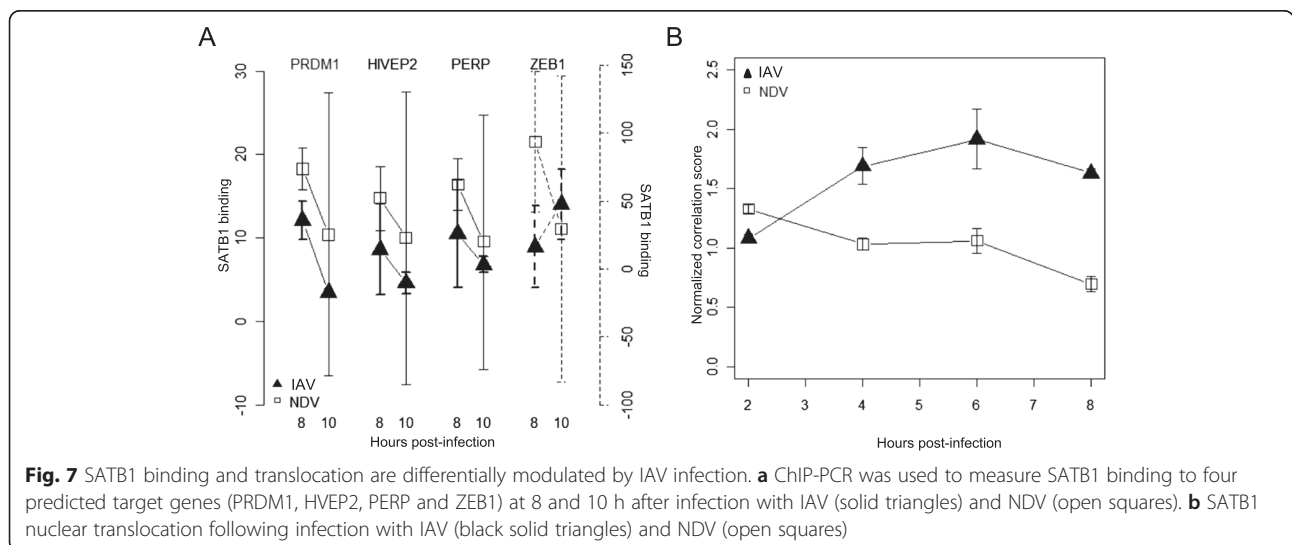 A
PRDM1 HIVEP2 PERP ZEB1
30
20
10
0
-10
SATB1 binding
150
100
50
0
-50
-100
SATB1 binding
▲ IAV
□ NDV
8 10 8 10 8 10 8 10
Hours post-infection
B
2.5
2.0
1.5
1.0
0.5
0.0
Normalized correlation score
▲ IAV
□ NDV
2 3 4 5 6 7 8
Hours post-infection
Fig. 7 SATB1 binding and translocation are differentially modulated by IAV infection. a ChIP-PCR was used to measure SATB1 binding to four
predicted target genes (PRDM1, HVEP2, PERP and ZEB1) at 8 and 10 h after infection with IAV (solid triangles) and NDV (open squares). b SATB1
nuclear translocation following infection with IAV (black solid triangles) and NDV (open squares)